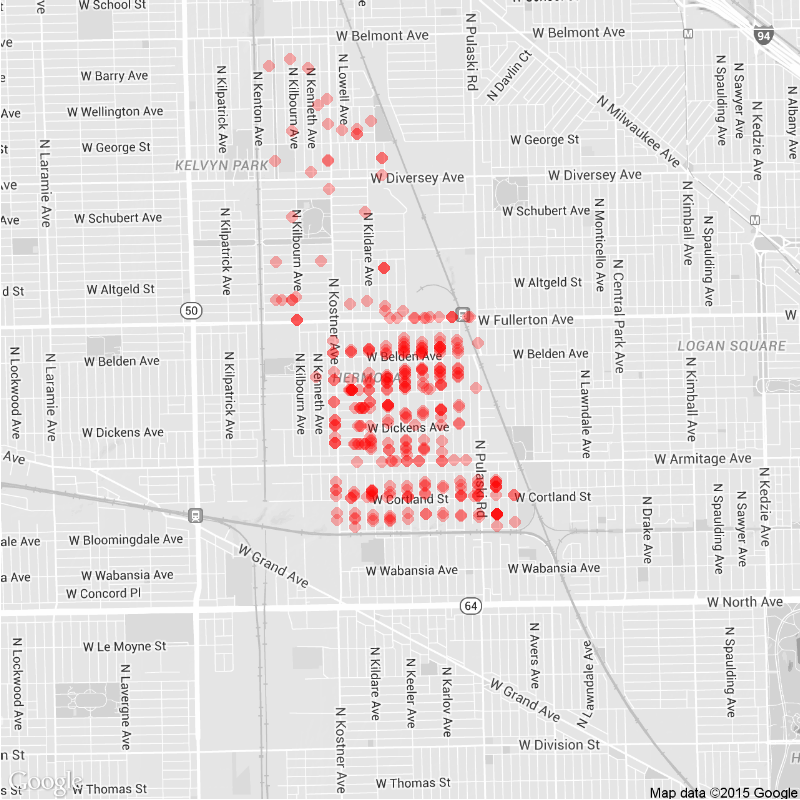 W School St
W School St
W Belmont Ave
W Belmont Ave
94
M
W Barry Ave
N Kilpatrick Ave
N Kenton Ave
N Kilbourn Ave
N Kenneth Ave
N Lowell Ave
N Pulaski Rd
N Davlin Ct
N Milwaukee Ave
N Spaulding Ave
N Sawyer Ave
N Kedzie Ave
N Albany Ave
Ave
W Wellington Ave
W George St
W George St
N Laramie Ave
KELVYN PARK
W Diversey Ave
W Diversey Ave
W Schubert Ave
W Schubert Ave
N Kilpatrick Ave
N Kilbourn Ave
N Kildare Ave
N Monticello Ave
N Kimball Ave
N Spaulding Ave
M
d St
W Altgeld St
W Altgeld St
N Kostner Ave
N Central Park Ave
50
W Fullerton Ave
W
W Belden Ave
W Belden Ave
W Belden Ave
LOGAN SQUARE
N Lockwood Ave
N Laramie Ave
N Kilpatrick Ave
N Kilbourn Ave
N Kenneth Ave
HERMOSA
N Lawndale Ave
N Kimball Ave
W Dickens Ave
W Dickens Ave
Ave
N Pulaski Rd
W Armitage Ave
W Cortland St
W Cortland St
N Drake Ave
N Spaulding Ave
N Sawyer Ave
N Kedzie Ave
ale Ave
W Bloomingdale Ave
W Grand Ave
a Ave
W Wabansia Ave
W Wabansia Ave
W Wabansia Ave
W Concord Pl
64
W North Ave
W Le Moyne St
N Lockwood Ave
N Lavergne Ave
N Kildare Ave
N Keeler Ave
N Karlov Ave
N Avers Ave
N Lawndale Ave
N Spaulding Ave
W Grand Ave
N Kostner Ave
W Division St
n St
H
Google
s St
W Thomas St
W Thomas St
Map data ©2015 Google